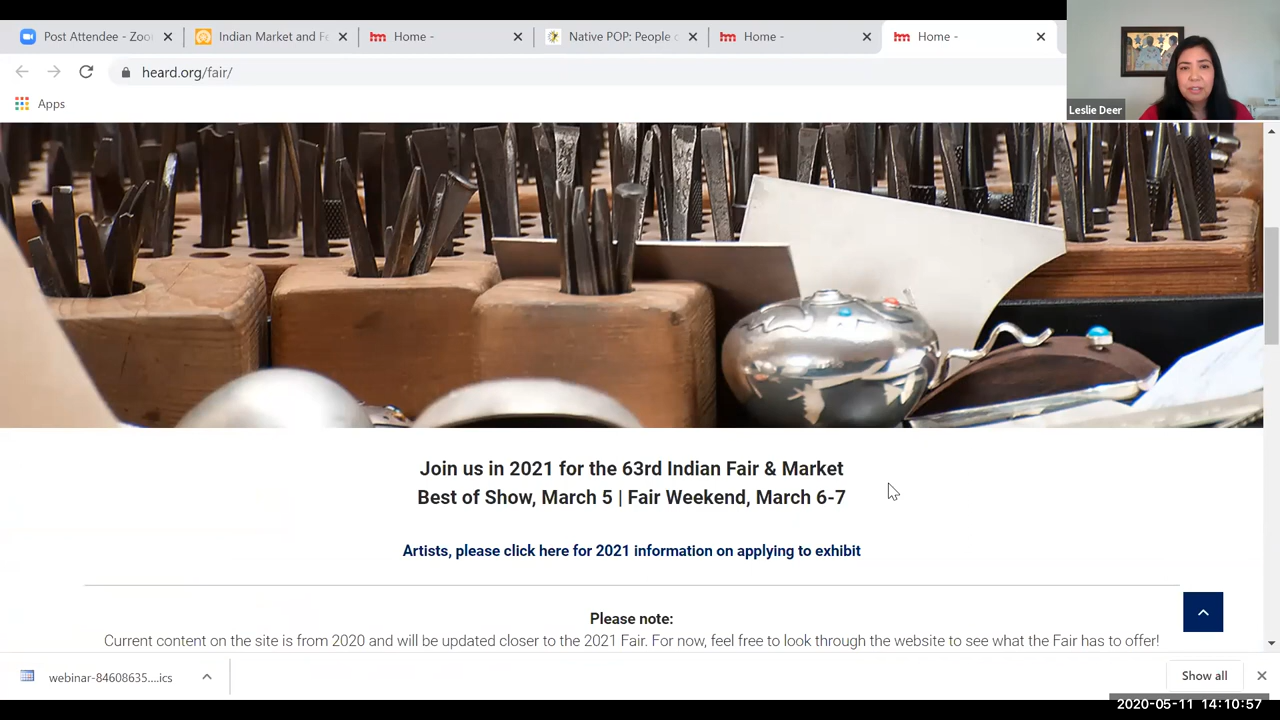 Post Attendee - Zoo
Indian Market and Fe
Home -
Native POP: People o
Home -
Home -
heard.org/fair/
Apps
Leslie Deer
Join us in 2021 for the 63rd Indian Fair & Market
Best of Show, March 5 | Fair Weekend, March 6-7
Artists, please click here for 2021 information on applying to exhibit
Please note:
Current content on the site is from 2020 and will be updated closer to the 2021 Fair. For now, feel free to look through the website to see what the Fair has to offer!
webinar-84608635....ics
Show all
2020-05-11 14:10:57